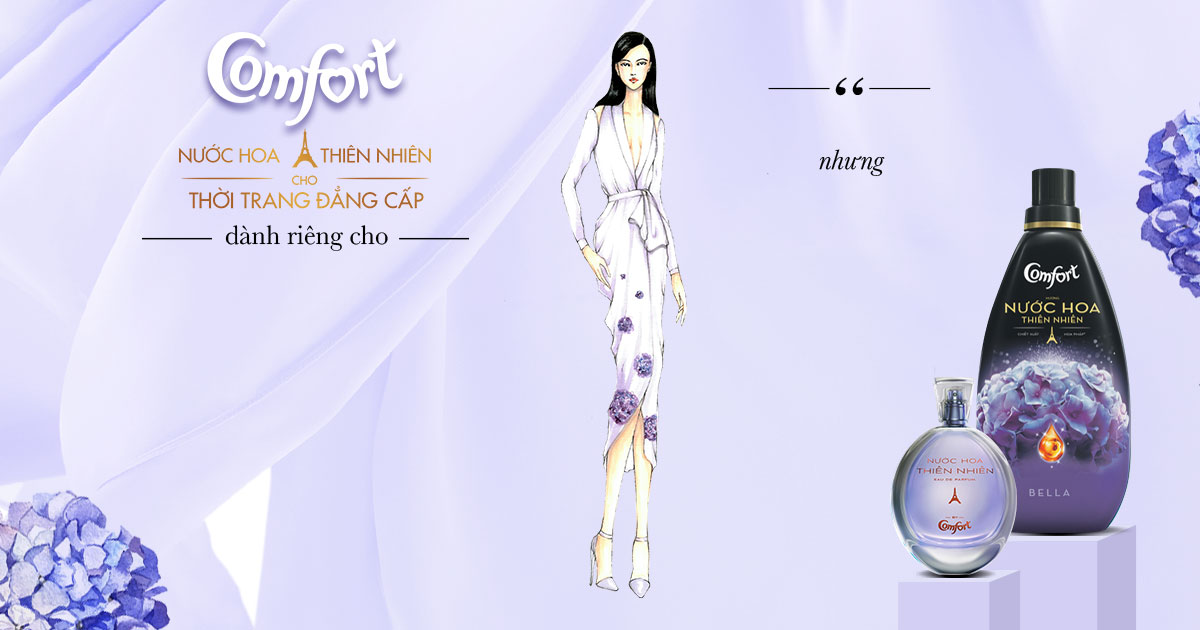 Comfort
NƯỚC HOA THIÊN NHIÊN
CHO
THỜI TRANG ĐẲNG CẤP
dành riêng cho
“
nhưng
Comfort
HƯƠNG
NƯỚC HOA
THIÊN NHIÊN
CHIẾT XUẤT HOA PHÁP
BELLA
NƯỚC HOA
THIÊN NHIÊN
EAU DE PARFUM
BY
Comfort